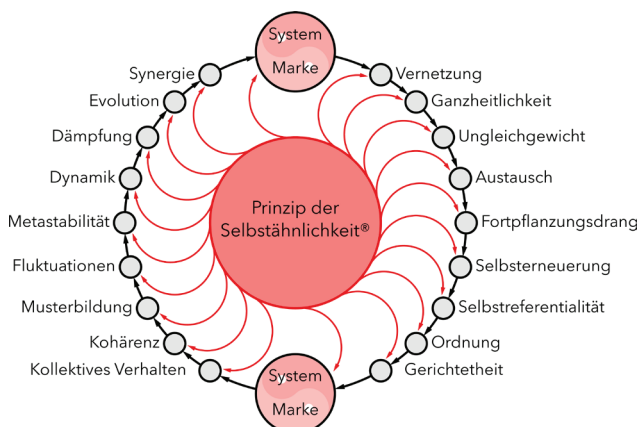 System
Marke
Synergie
Vernetzung
Evolution
Ganzheitlichkeit
Dämpfung
Ungleichgewicht
Dynamik
Austausch
Prinzip der
Selbstähnlichkeit®
Metastabilität
Fortpflanzungsdrang
Fluktuationen
Selbsterneuerung
Musterbildung
Selbstreferentialität
Kohärenz
Ordnung
Kollektives Verhalten
Gerichtetheit
System
Marke